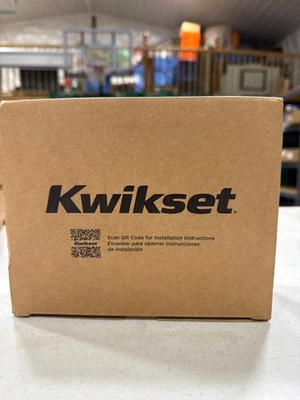 Kwikset
Kwikset
Scan QR Code for Installation Instructions
Escanear para obtener instrucciones
de instalación